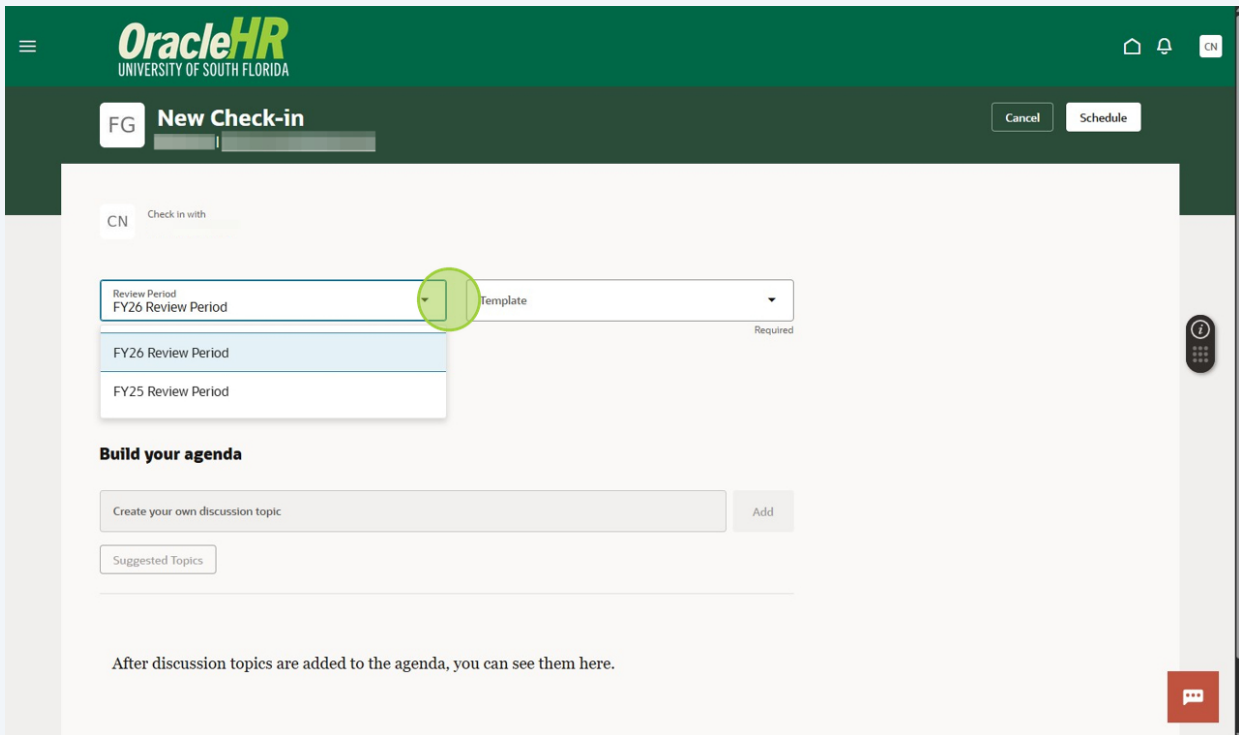 OracleHR
UNIVERSITY OF SOUTH FLORIDA
CN
FG
New Check-in
Cancel
Schedule
CN
Check in with
Review Period
FY26 Review Period
Template
Required
FY26 Review Period
FY25 Review Period
Build your agenda
Create your own discussion topic
Add
Suggested Topics
After discussion topics are added to the agenda, you can see them here.